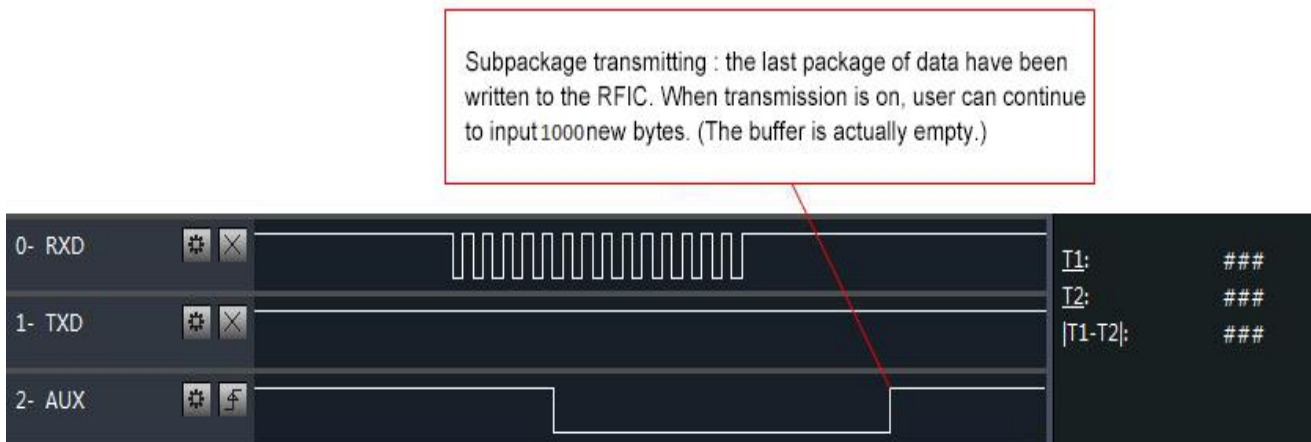 Subpackage transmitting : the last package of data have been
written to the RFIC. When transmission is on, user can continue
to input 1000 new bytes. (The buffer is actually empty.)
0- RXD
T1: ###
T2: ###
1- TXD
|T1-T2|: ###
2- AUX